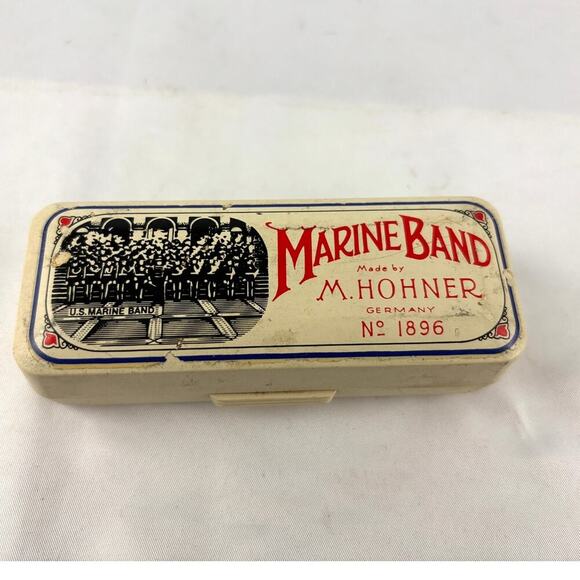 MARINE BAND
Made by
M. HOHNER
GERMANY
Nº 1896
U.S. MARINE BAND